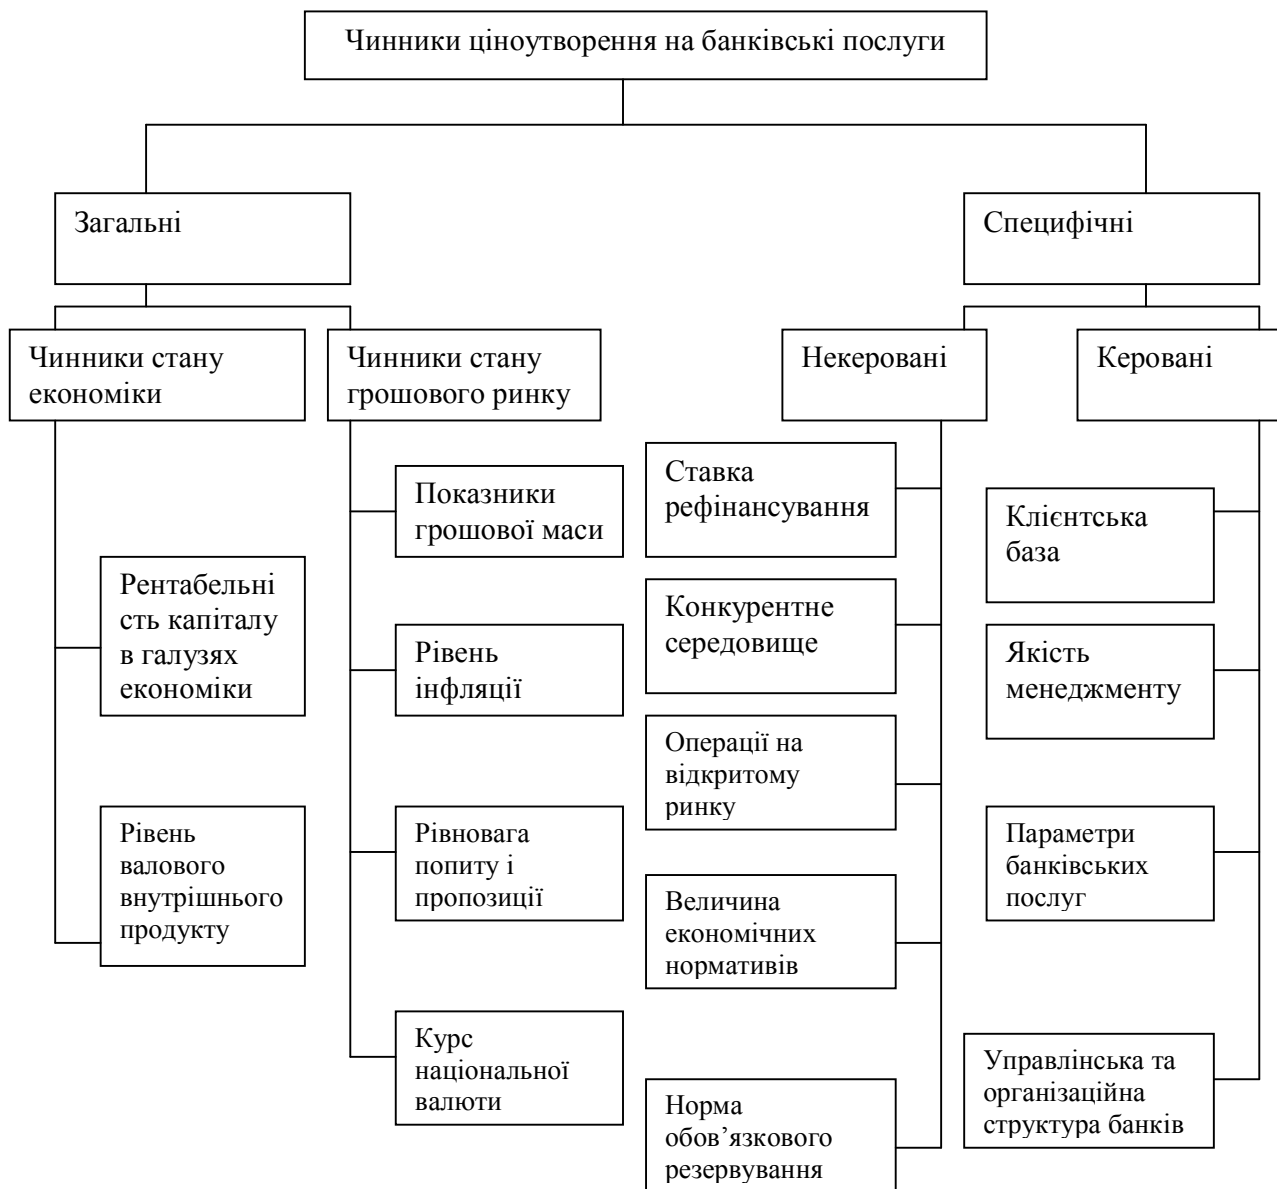 Чинники ціноутворення на банківські послуги
Загальні
Специфічні
Чинники стану
економіки
Чинники стану
грошового ринку
Некеровані
Керовані
Рентабельні
сть капіталу
в галузях
економіки
Рівень
валового
внутрішнього
продукту
Показники
грошової маси
Рівень
інфляції
Рівновага
попиту і
пропозиції
Курс
національної
валюти
Ставка
рефінансування
Конкурентне
середовище
Операції на
відкритому
ринку
Величина
економічних
нормативів
Норма
обов’язкового
резервування
Клієнтська
база
Якість
менеджменту
Параметри
банківських
послуг
Управлінська та
організаційна
структура банків